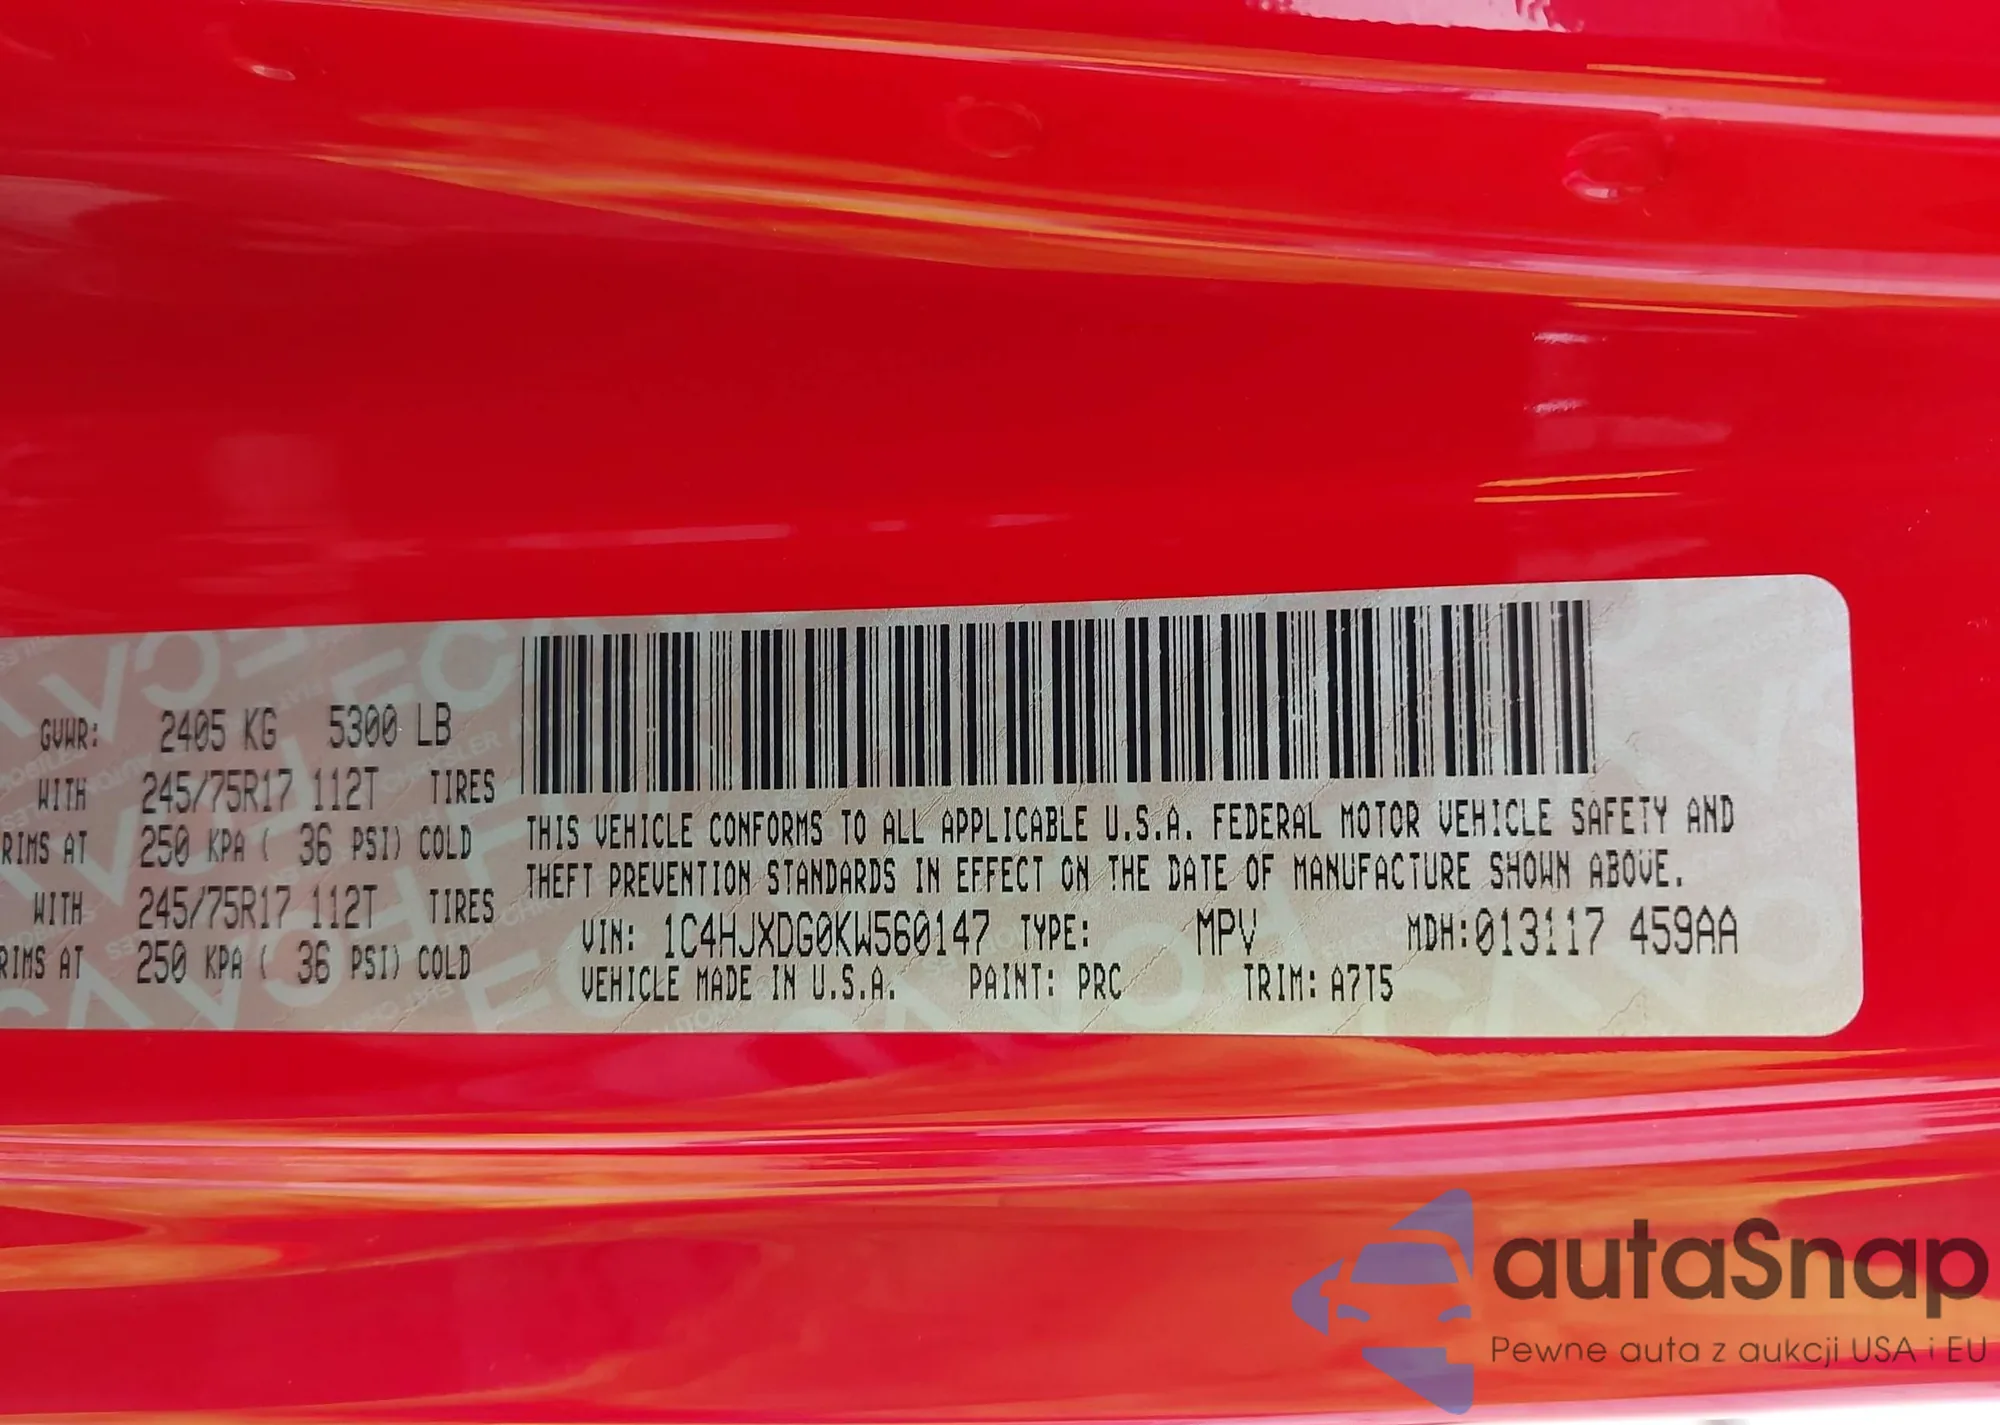 GVWR: 2405 KG 5300 LB
WITH 245/75R17 112T TIRES
RIMS AT 250 KPA ( 36 PSI) COLD
WITH 245/75R17 112T TIRES
RIMS AT 250 KPA ( 36 PSI) COLD
THIS VEHICLE CONFORMS TO ALL APPLICABLE U.S.A. FEDERAL MOTOR VEHICLE SAFETY AND
THEFT PREVENTION STANDARDS IN EFFECT ON THE DATE OF MANUFACTURE SHOWN ABOVE.
VIN: 1C4HJXDG0KW560147 TYPE: MPV MDH:013117 459AA
VEHICLE MADE IN U.S.A. PAINT: PRC TRIM: A7T5
autaSnap
Pewne auta z aukcji USA i EU